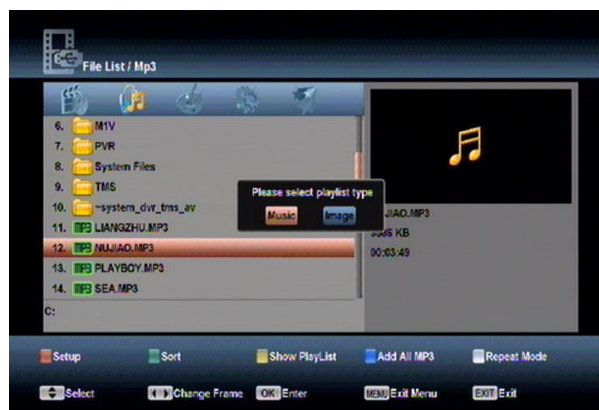 File List / Mp3
6. M1V
7. PVR
8. System Files
9. TMS
10. ~system_dvr_tms_av
11. MP3 LIANGZHU.MP3
12. MP3 NUJIAO.MP3
13. MP3 PLAYBOY.MP3
14. MP3 SEA.MP3
C:
Please select playlist type
Music Image
JIAO.MP3
KB
00:03:49
Setup Sort Show PlayList Add All MP3 Repeat Mode
Select Change Frame OK Enter MENU Exit Menu EXIT Exit